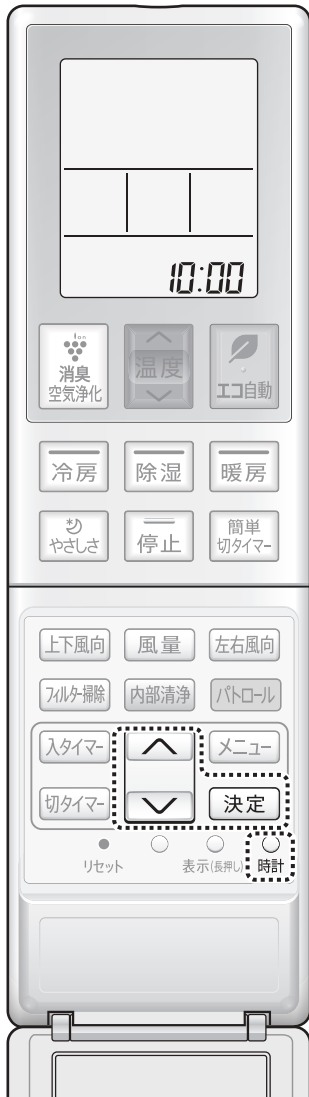 10:00
ion
消臭
空気浄化
温度
エコ自動
冷房
除湿
暖房
やさしさ
停止
簡単
切タイマー
上下風向
風量
左右風向
フィルター掃除
内部清浄
パトロール
入タイマー
メニュー
切タイマー
決定
リセット
表示(長押し)
時計